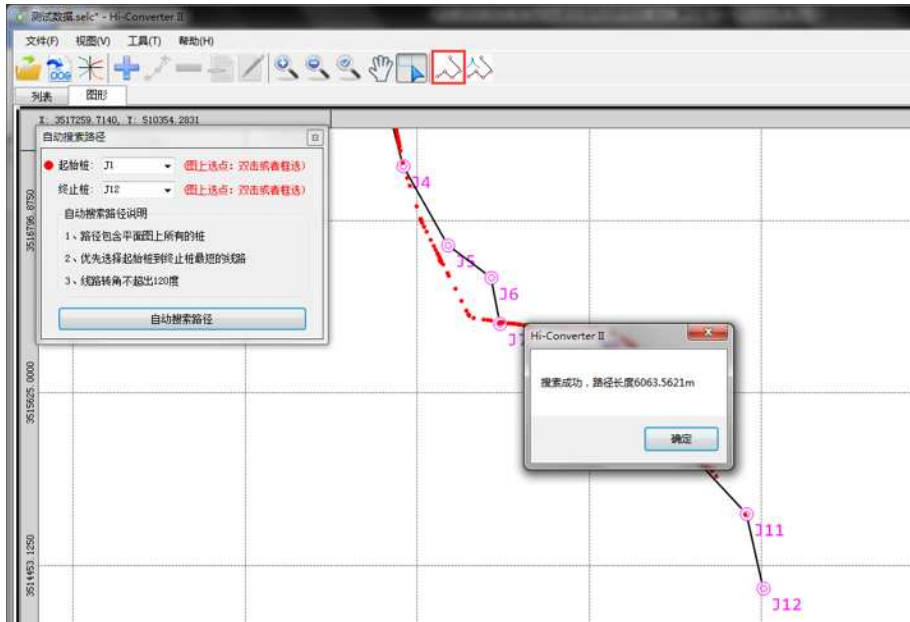 测试数据.selc* - Hi-Converter II
文件(F) 视图(V) 工具(T) 帮助(H)
DOG
列表 图形
X: 3517259.7140, Y: 510354.2831
自动搜索路径
起始桩: J1 (图上选点: 双击或者框选)
终止桩: J12 (图上选点: 双击或者框选)
自动搜索路径说明
1、路径包含平面图上所有的桩
2、优先选择起始桩到终止桩最短的线路
3、线路转角不超出120度
自动搜索路径
3516796.8750
3515625.0000
3514453.1250
J4
J5
J6
Hi-Converter II
搜索成功，路径长度6063.5621m
确定
J11
J12